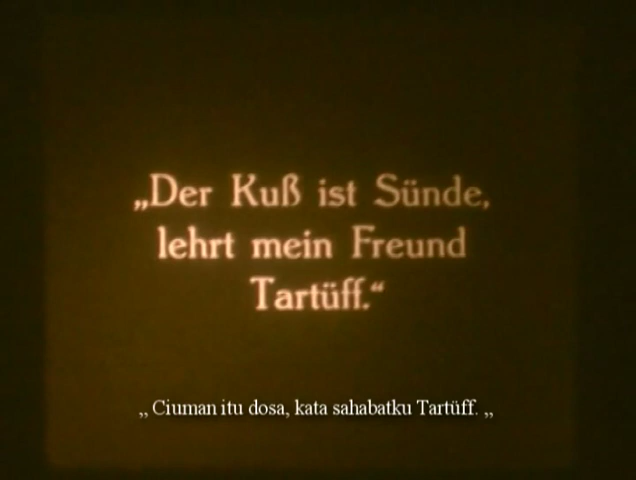 „Der Kuß ist Sünde,
lehrt mein Freund
Tartüff.“
„ Ciuman itu dosa, kata sahabatku Tartüff. „